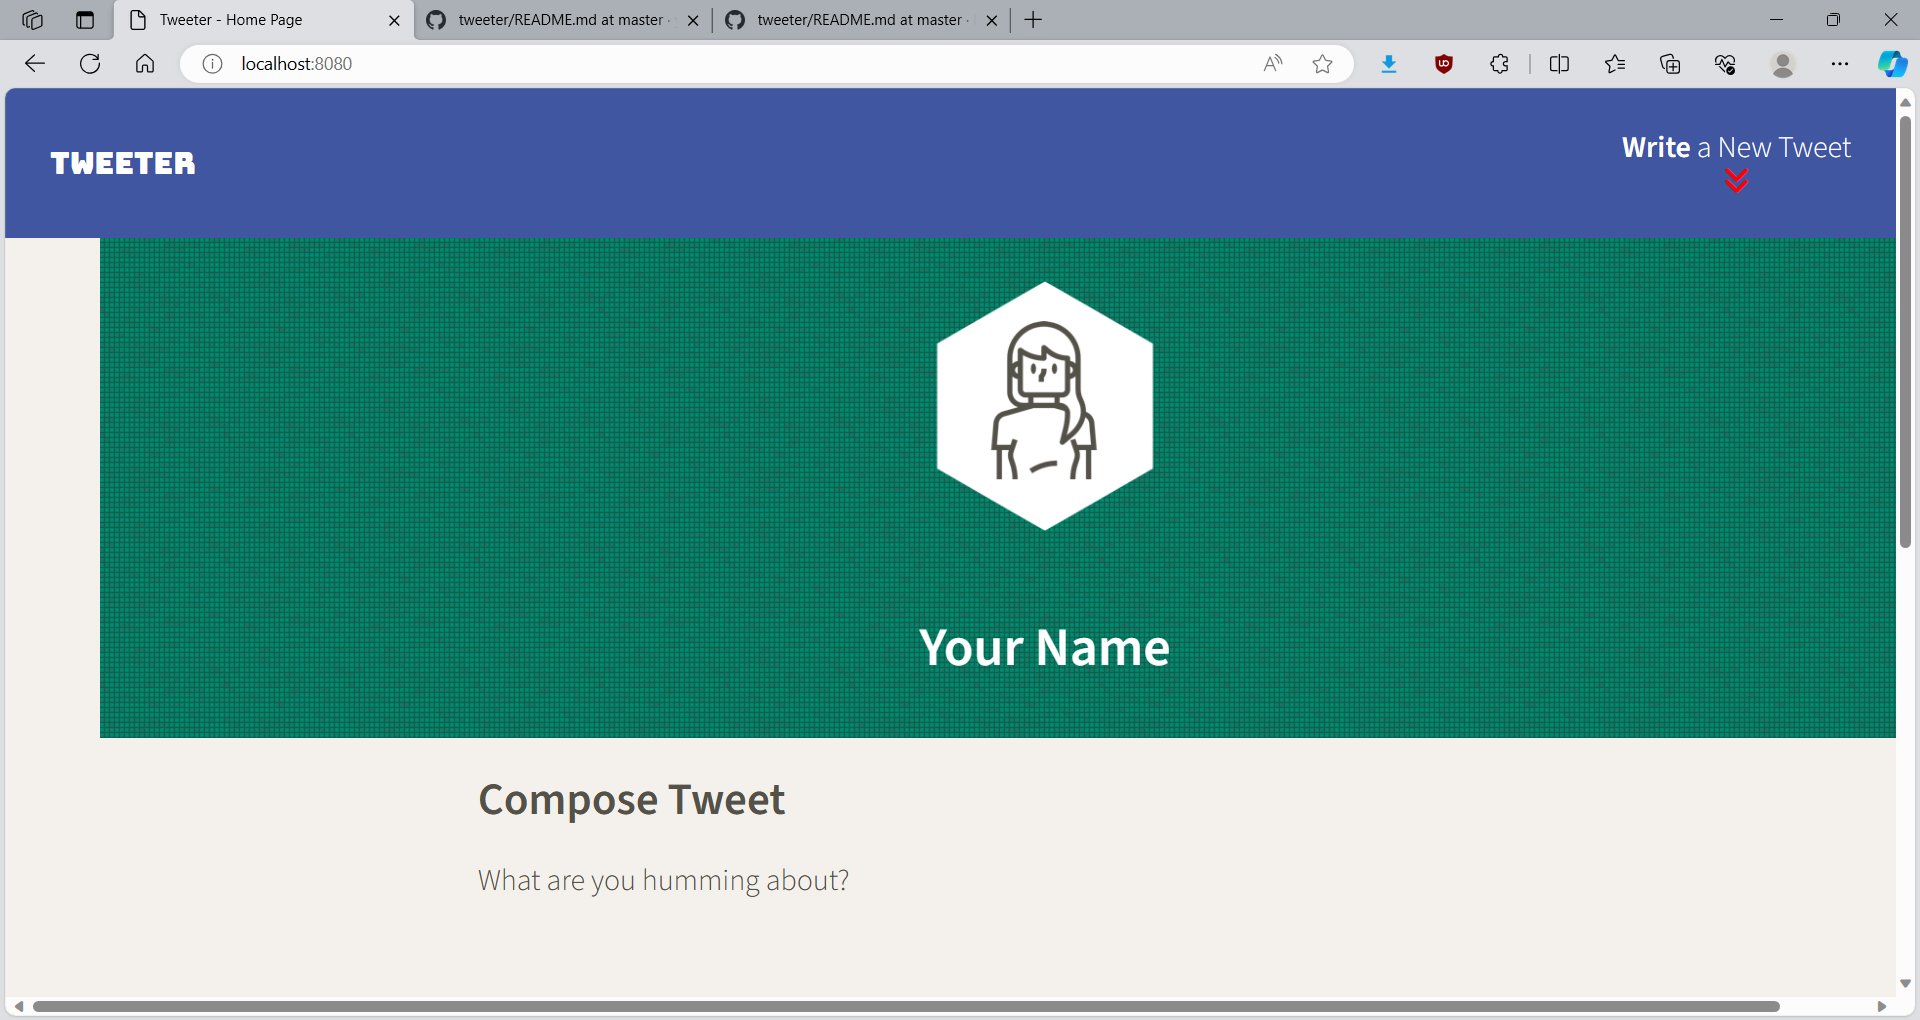 Tweeter - Home Page
tweeter/README.md at master ·
tweeter/README.md at master ·
localhost:8080
TWEETER
Write a New Tweet
Your Name
Compose Tweet
What are you humming about?